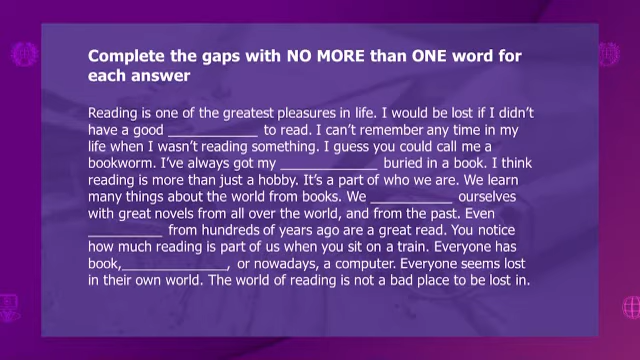 Complete the gaps with NO MORE than ONE word for
each answer
Reading is one of the greatest pleasures in life. I would be lost if I didn’t
have a good ____________ to read. I can’t remember any time in my
life when I wasn’t reading something. I guess you could call me a
bookworm. I’ve always got my _____________ buried in a book. I think
reading is more than just a hobby. It’s a part of who we are. We learn
many things about the world from books. We ___________ ourselves
with great novels from all over the world, and from the past. Even
__________ from hundreds of years ago are a great read. You notice
how much reading is part of us when you sit on a train. Everyone has
book,______________, or nowadays, a computer. Everyone seems lost
in their own world. The world of reading is not a bad place to be lost in.